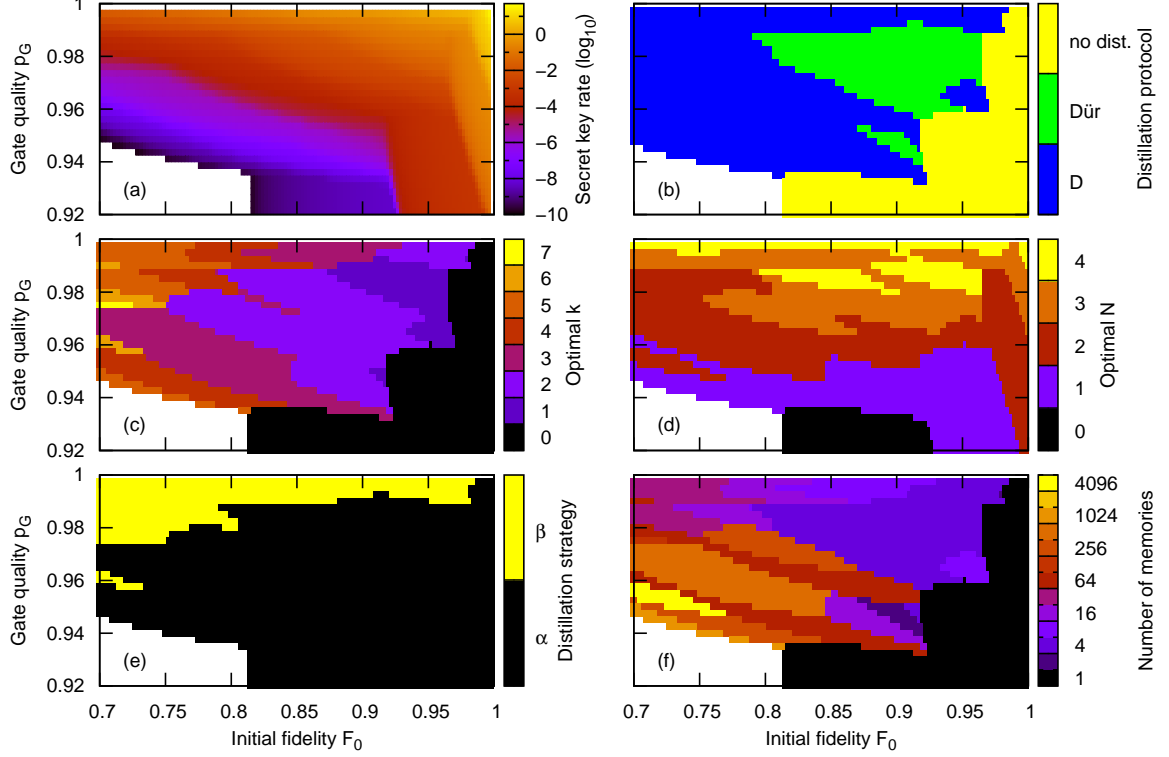 1
0.98
0.96
0.94
0.92
Gate quality p_G
(a)
0
−2
−4
−6
−8
−10
Secret key rate (log_10)
(b)
no dist.
Dür
D
Distillation protocol
1
0.98
0.96
0.94
0.92
Gate quality p_G
(c)
7
6
5
4
3
2
1
0
Optimal k
(d)
4
3
2
1
0
Optimal N
1
0.98
0.96
0.94
0.92
Gate quality p_G
(e)
β
α
Distillation strategy
0.7 0.75 0.8 0.85 0.9 0.95 1
Initial fidelity F_0
(f)
4096
1024
256
64
16
4
1
Number of memories
0.7 0.75 0.8 0.85 0.9 0.95 1
Initial fidelity F_0